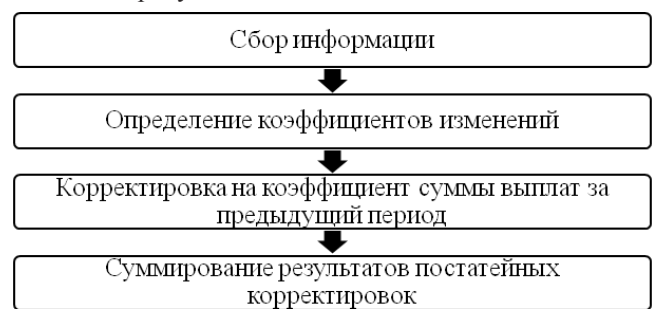 Сбор информации
Определение коэффициентов изменений
Корректировка на коэффициент суммы выплат за
предыдущий период
Суммирование результатов постатейных
корректировок